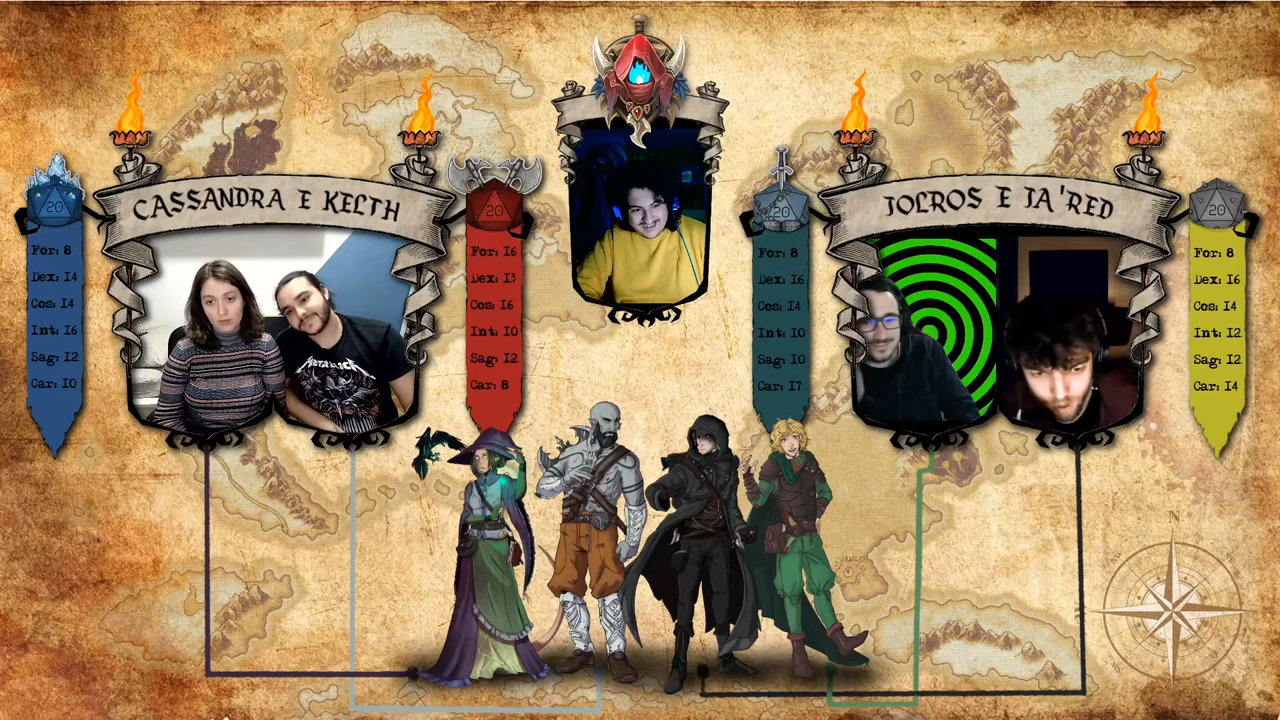 CASSANDRA E KELTH
20
For: 8
Dex: 14
Cos: 14
Int: 16
Sag: 12
Car: 10
20
For: 16
Dex: 13
Cos: 16
Int: 10
Sag: 12
Car: 8
METALLICA
20
For: 8
Dex: 16
Cos: 14
Int: 10
Sag: 10
Car: 17
JOLROS E JA'RED
20
For: 8
Dex: 16
Cos: 14
Int: 12
Sag: 12
Car: 14
N